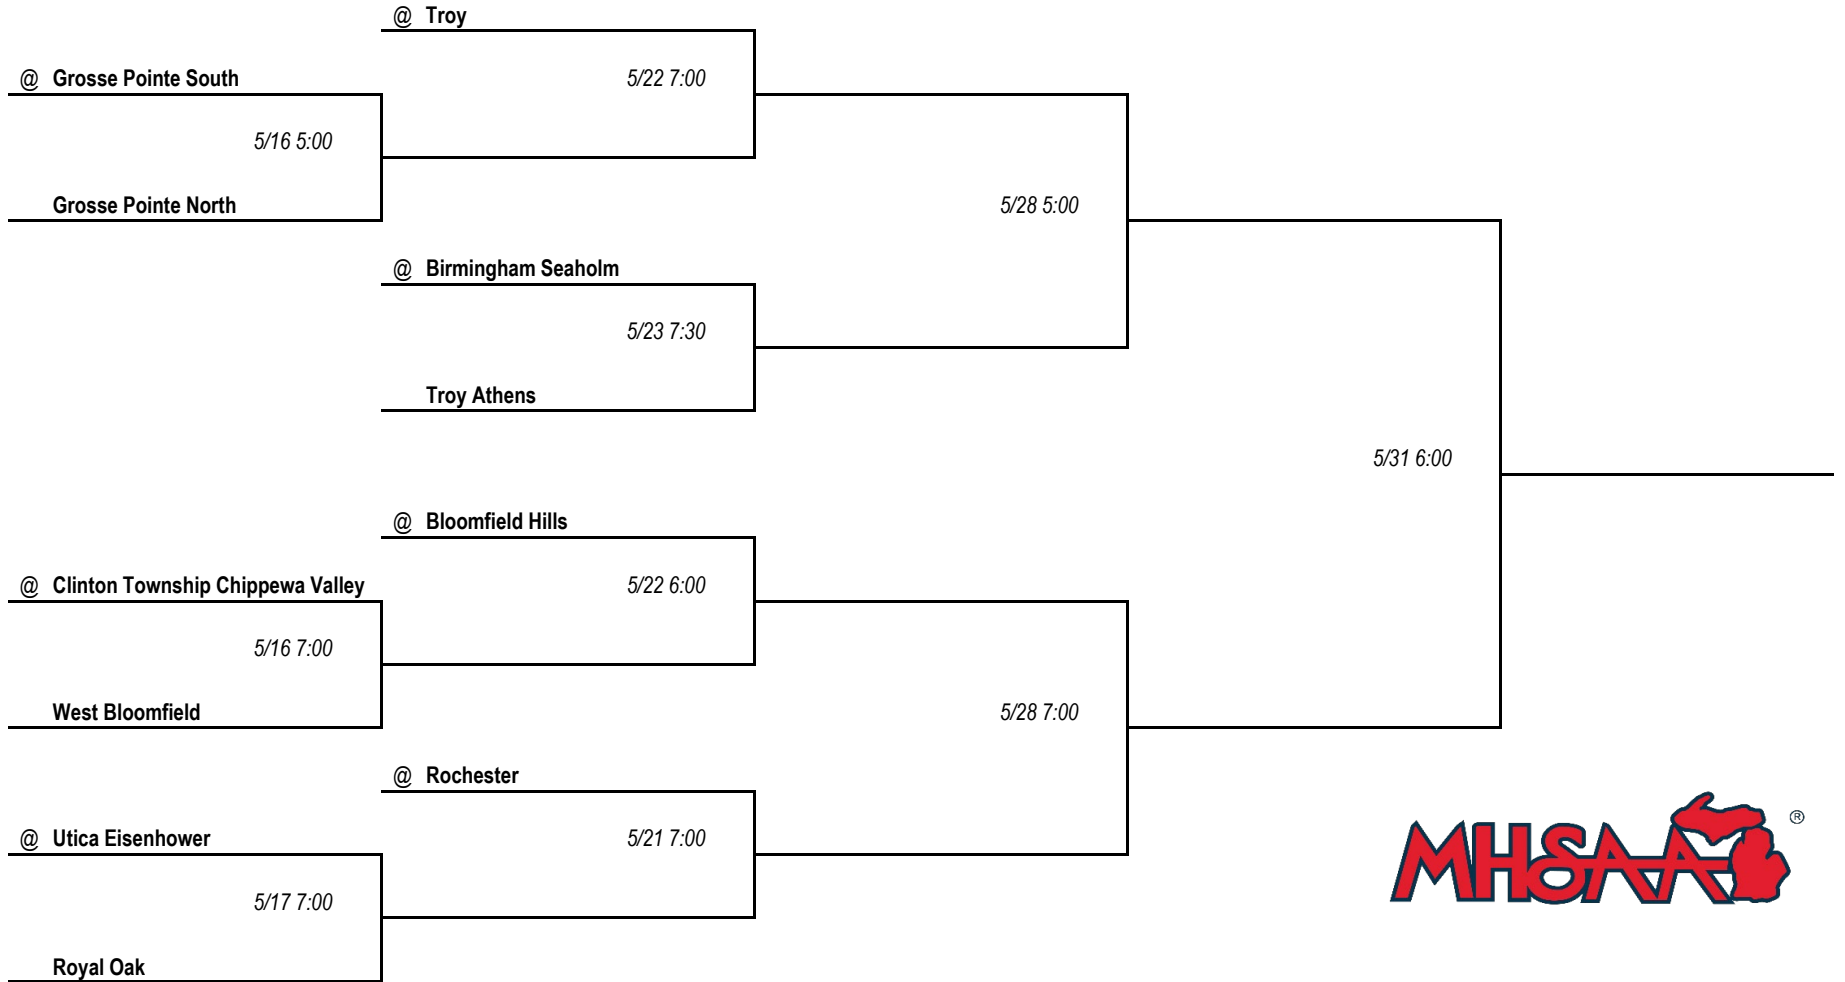 @ Troy
@ Grosse Pointe South
5/22 7:00
5/16 5:00
Grosse Pointe North
5/28 5:00
@ Birmingham Seaholm
5/23 7:30
Troy Athens
5/31 6:00
@ Bloomfield Hills
@ Clinton Township Chippewa Valley
5/22 6:00
5/16 7:00
West Bloomfield
5/28 7:00
@ Rochester
@ Utica Eisenhower
5/21 7:00
5/17 7:00
Royal Oak
MHSAA ®